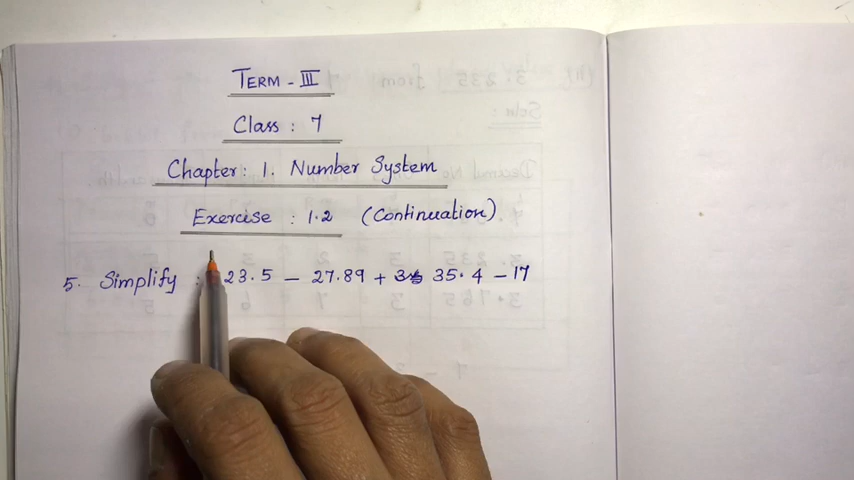 TERM - III
Class : 7
Chapter : 1. Number System
Exercise : 1.2 (Continuation)
5. Simplify : 23.5 - 27.89 + 35.4 - 17